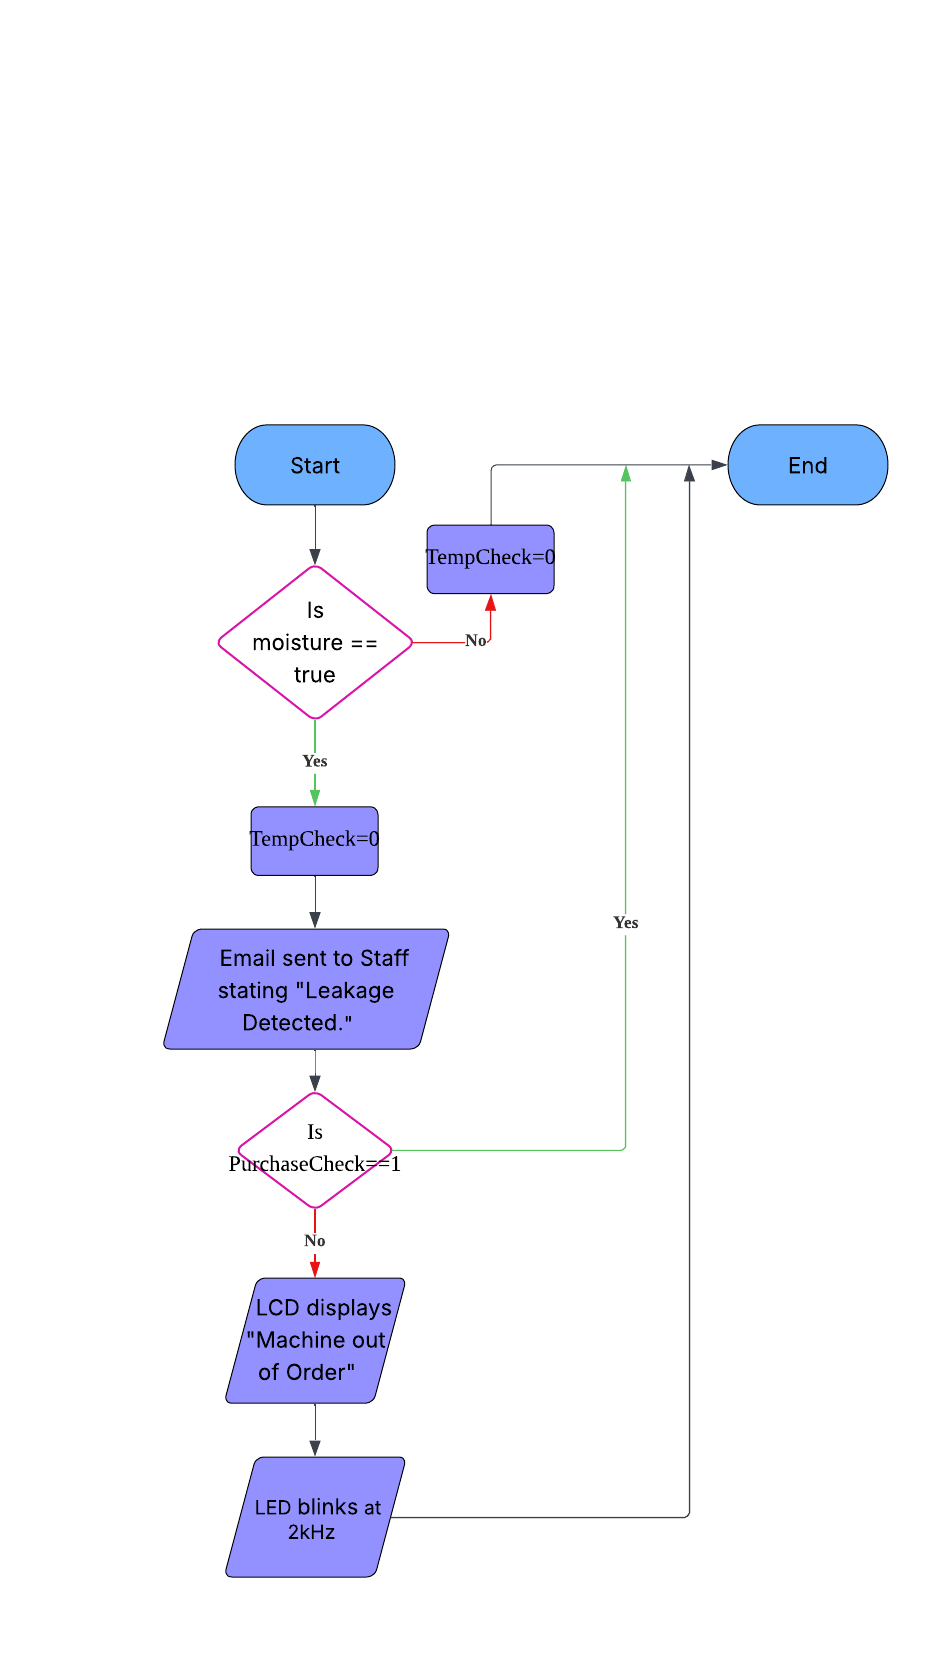 Start
End
TempCheck=0
Is
moisture ==
true
No
Yes
TempCheck=0
Yes
Email sent to Staff
stating "Leakage
Detected."
Is
PurchaseCheck==1
No
LCD displays
"Machine out
of Order"
LED blinks at
2kHz